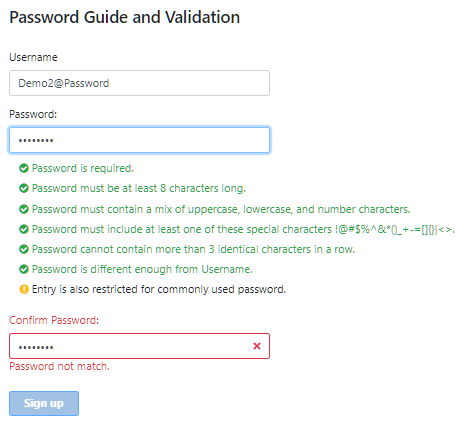 Password Guide and Validation
Username
Demo2@Password
Password:
••••••••
Password is required.
Password must be at least 8 characters long.
Password must contain a mix of uppercase, lowercase, and number characters.
Password must include at least one of these special characters !@#$%^&*()_+-=[]{}|<>.
Password cannot contain more than 3 identical characters in a row.
Password is different enough from Username.
Entry is also restricted for commonly used password.
Confirm Password:
••••••••
Password not match.
Sign up